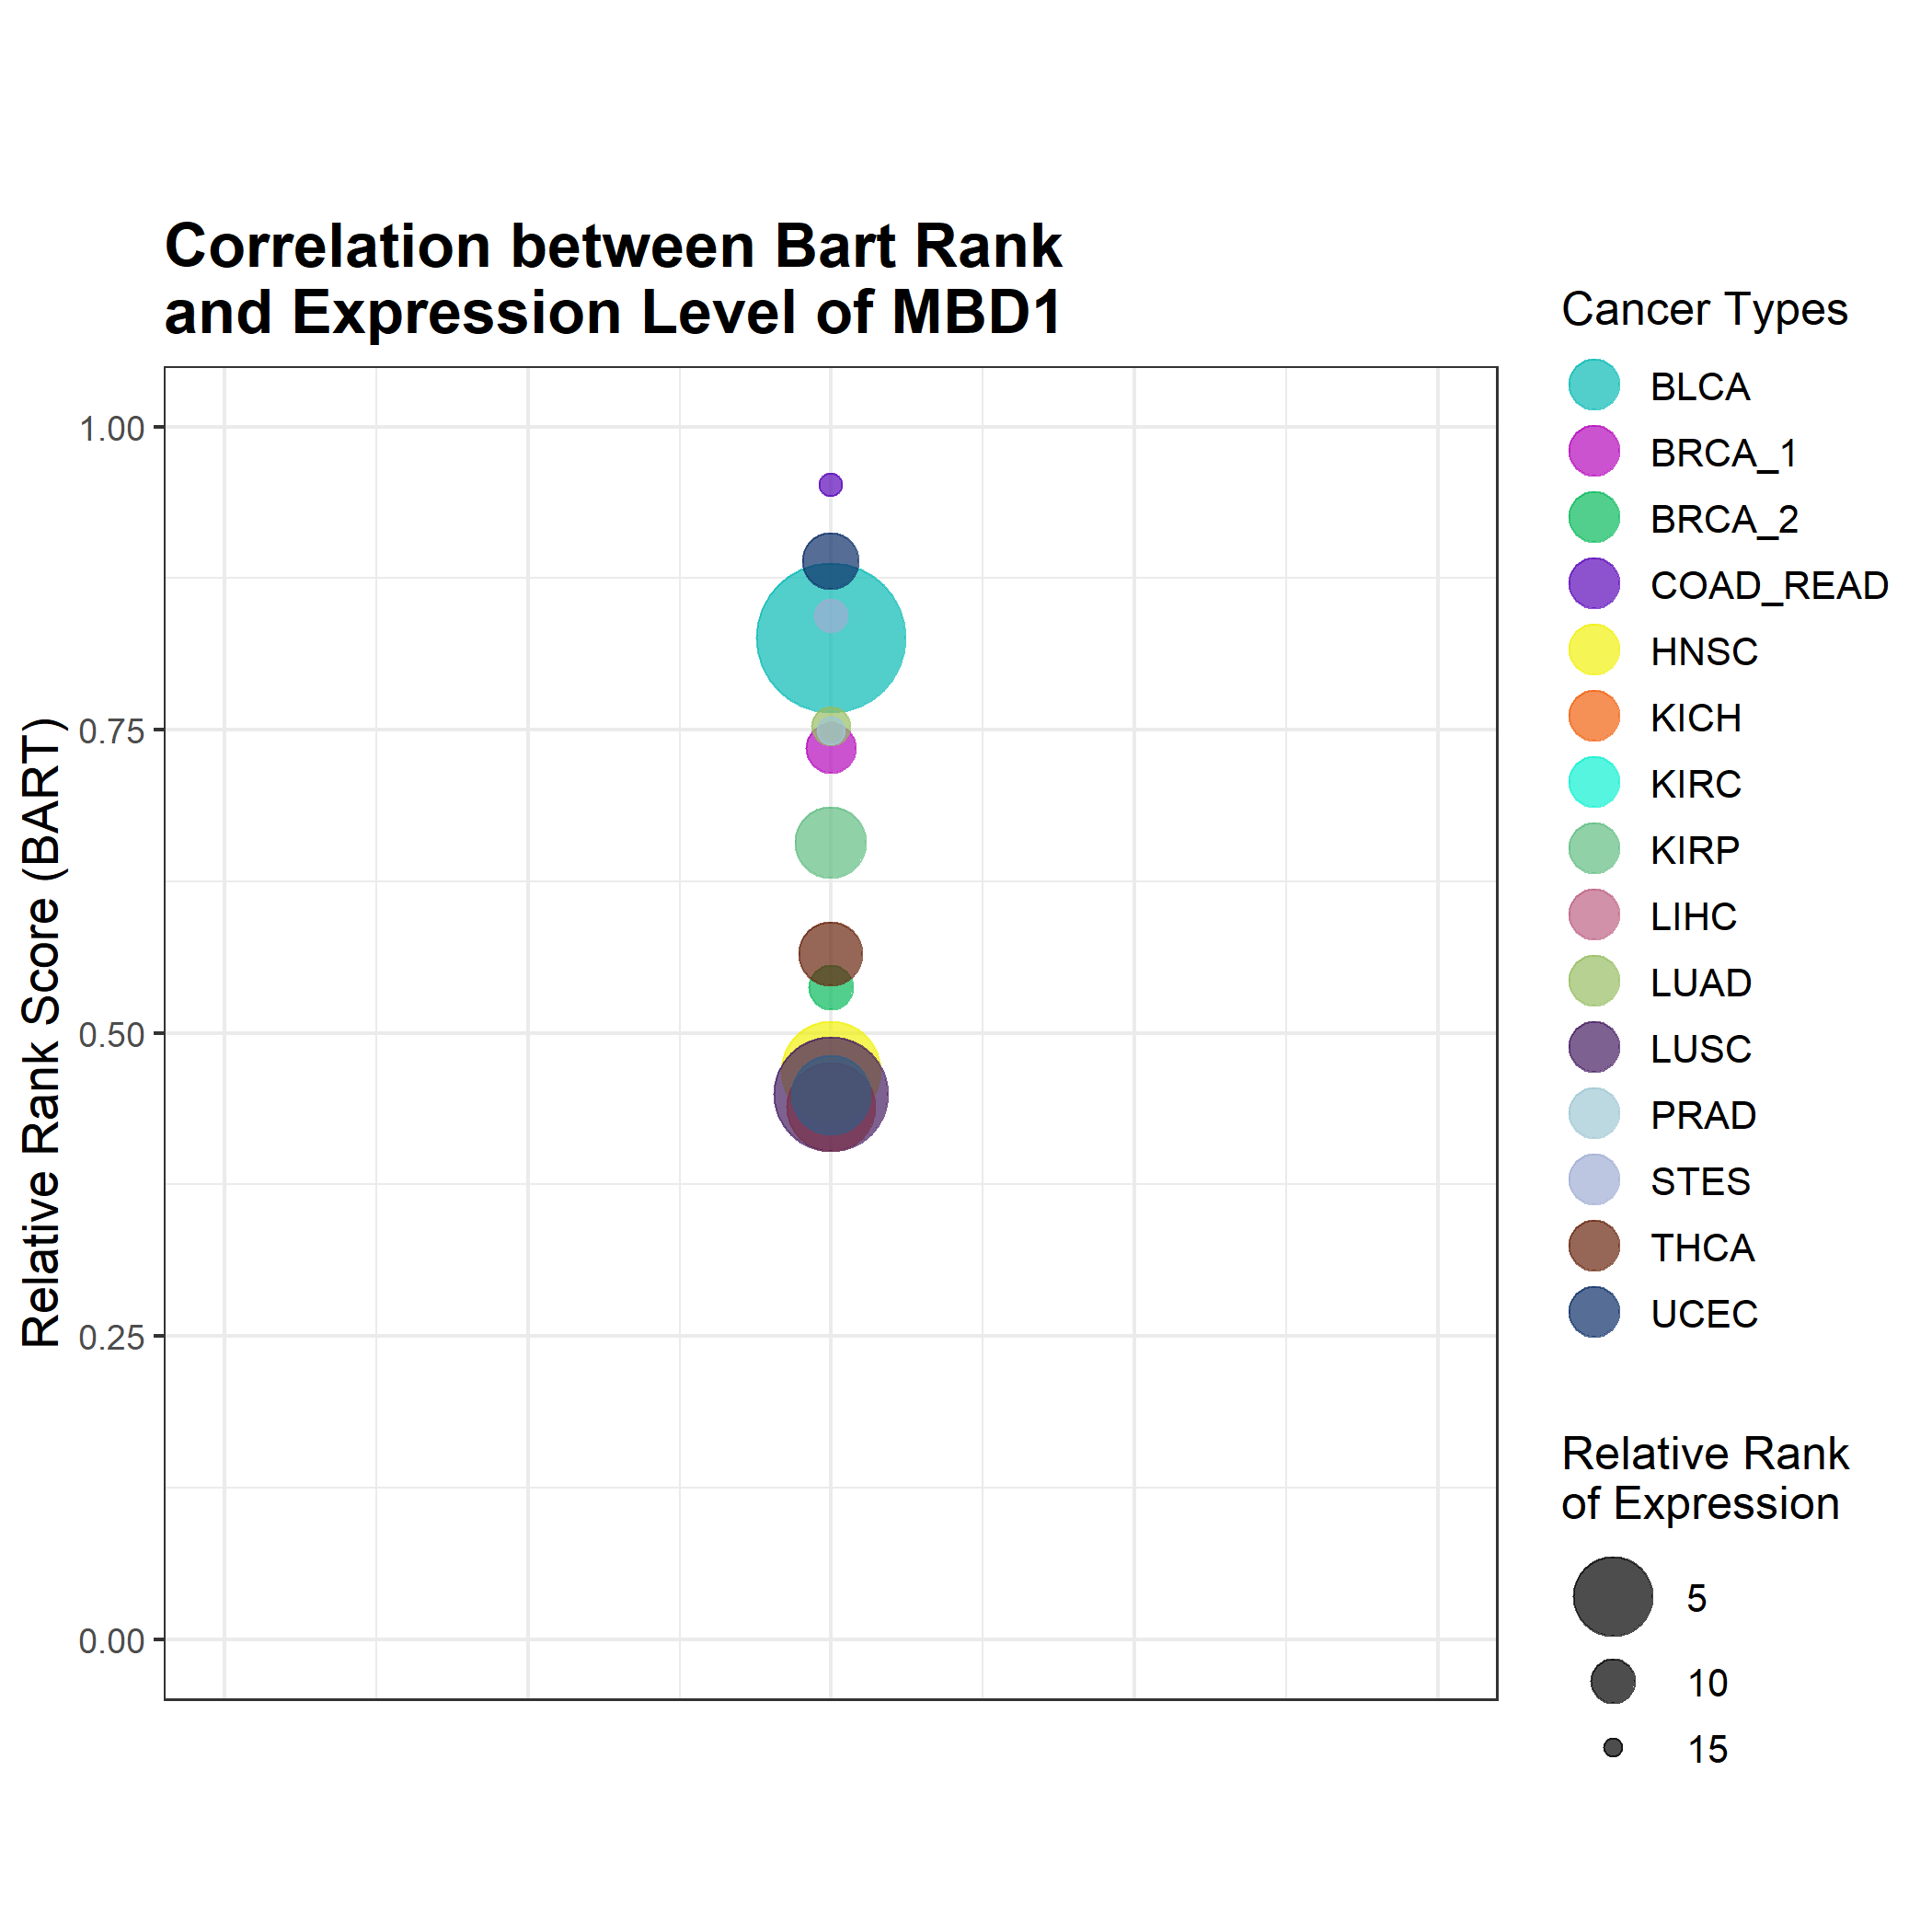 Correlation between Bart Rank
and Expression Level of MBD1
Relative Rank Score (BART)
1.00
0.75
0.50
0.25
0.00
Cancer Types
BLCA
BRCA_1
BRCA_2
COAD_READ
HNSC
KICH
KIRC
KIRP
LIHC
LUAD
LUSC
PRAD
STES
THCA
UCEC
Relative Rank
of Expression
5
10
15